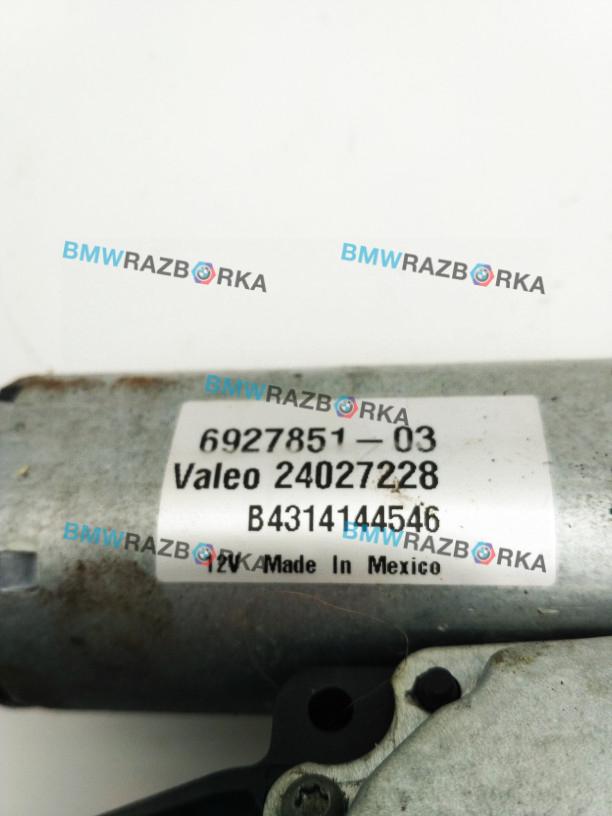 BMWRAZBORKA
BMWRAZBORKA
BMWRAZBORKA
6927851-03
Valeo 24027228
B4314144546
BMWRAZBORKA
BMWRAZBORKA
12V Made In Mexico